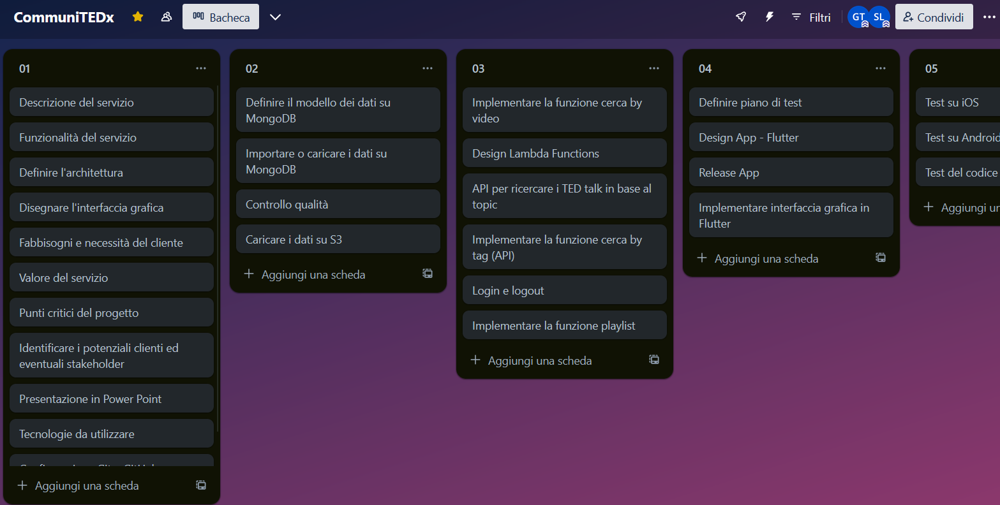 CommuniTEDx
Bacheca
Filtri
GT
SL
Condividi
01
Descrizione del servizio
Funzionalità del servizio
Definire l'architettura
Disegnare l'interfaccia grafica
Fabbisogni e necessità del cliente
Valore del servizio
Punti critici del progetto
Identificare i potenziali clienti ed
eventuali stakeholder
Presentazione in Power Point
Tecnologie da utilizzare
Aggiungi una scheda
02
Definire il modello dei dati su
MongoDB
Importare o caricare i dati su
MongoDB
Controllo qualità
Caricare i dati su S3
Aggiungi una scheda
03
Implementare la funzione cerca by
video
Design Lambda Functions
API per ricercare i TED talk in base al
topic
Implementare la funzione cerca by
tag (API)
Login e logout
Implementare la funzione playlist
Aggiungi una scheda
04
Definire piano di test
Design App - Flutter
Release App
Implementare interfaccia grafica in
Flutter
Aggiungi una scheda
05
Test su iOS
Test su Android
Test del codice
Aggiungi